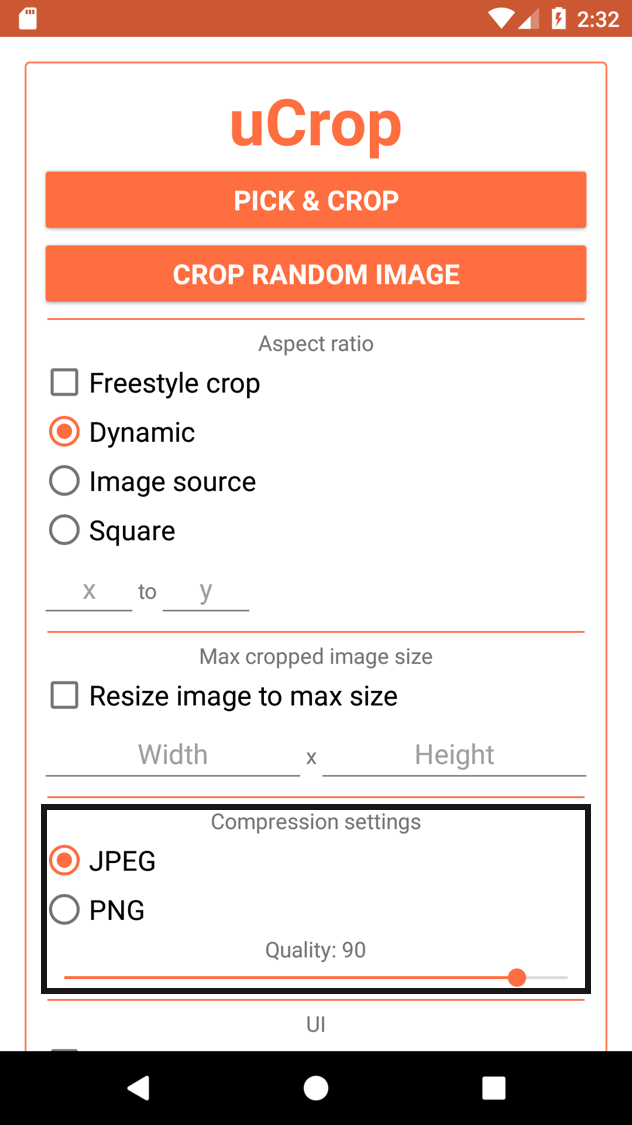 2:32
uCrop
PICK & CROP
CROP RANDOM IMAGE
Aspect ratio
Freestyle crop
Dynamic
Image source
Square
x to y
Max cropped image size
Resize image to max size
Width x Height
Compression settings
JPEG
PNG
Quality: 90
UI